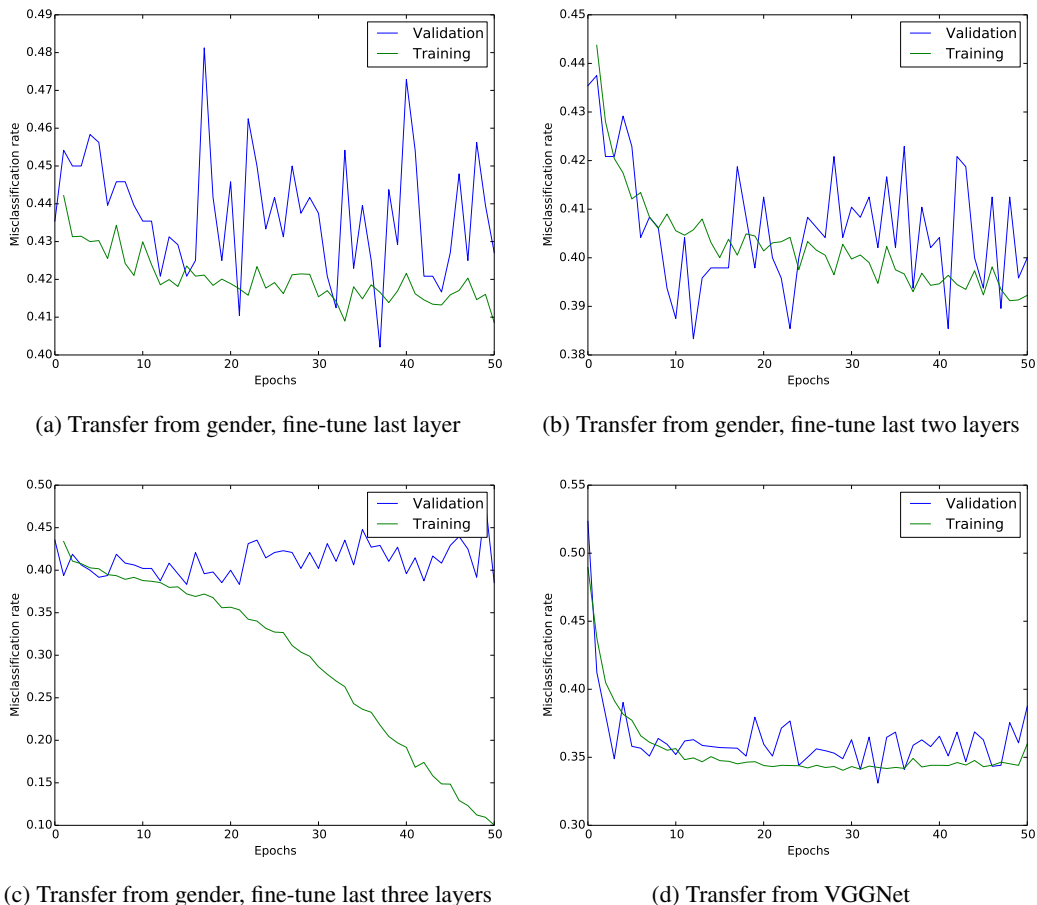 0.49
0.48
0.47
0.46
0.45
0.44
0.43
0.42
0.41
0.40
Misclassification rate
Validation
Training
0 10 20 30 40 50
Epochs
(a) Transfer from gender, fine-tune last layer
0.45
0.44
0.43
0.42
0.41
0.40
0.39
0.38
Misclassification rate
Validation
Training
0 10 20 30 40 50
Epochs
(b) Transfer from gender, fine-tune last two layers
0.50
0.45
0.40
0.35
0.30
0.25
0.20
0.15
0.10
Misclassification rate
Validation
Training
0 10 20 30 40 50
Epochs
(c) Transfer from gender, fine-tune last three layers
0.55
0.50
0.45
0.40
0.35
0.30
Misclassification rate
Validation
Training
0 10 20 30 40 50
Epochs
(d) Transfer from VGGNet